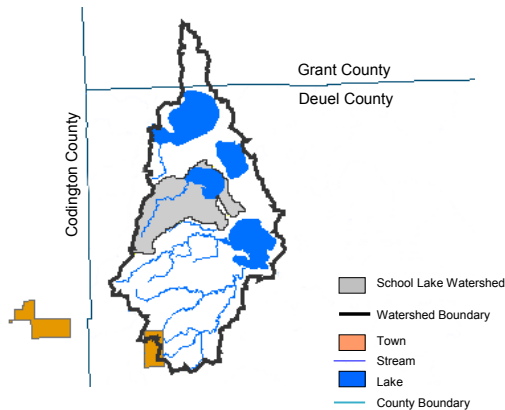 Grant County
Deuel County
Codington County
School Lake Watershed
Watershed Boundary
Town
Stream
Lake
County Boundary